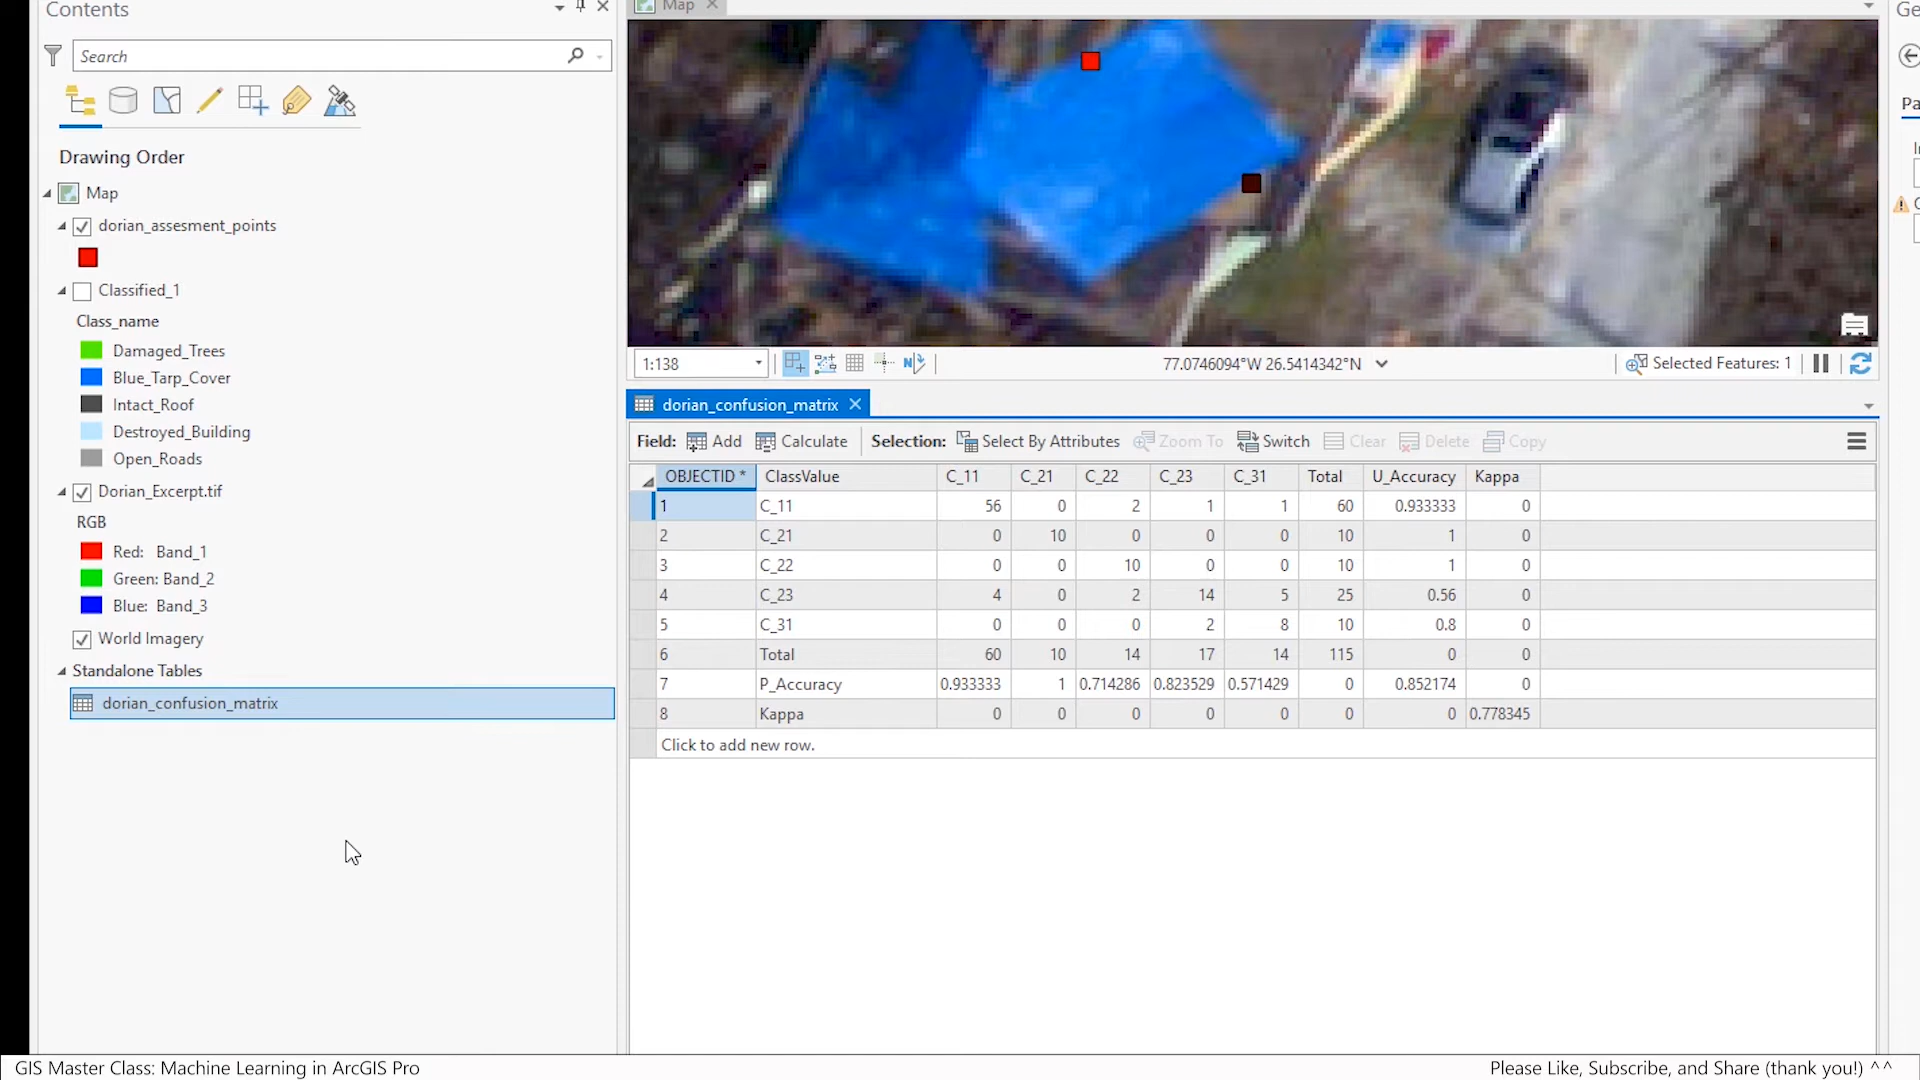 Contents
Search
Drawing Order
Map
dorian_assesment_points
Classified_1
Class_name
Damaged_Trees
Blue_Tarp_Cover
Intact_Roof
Destroyed_Building
Open_Roads
Dorian_Excerpt.tif
RGB
Red: Band_1
Green: Band_2
Blue: Band_3
World Imagery
Standalone Tables
dorian_confusion_matrix
Map
1:138 77.0746094°W 26.5414342°N Selected Features: 1
dorian_confusion_matrix
Field: Add Calculate Selection: Select By Attributes Zoom To Switch Clear Delete Copy
OBJECTID * ClassValue C_11 C_21 C_22 C_23 C_31 Total U_Accuracy Kappa
1 C_11 56 0 2 1 1 60 0.933333 0
2 C_21 0 10 0 0 0 10 1 0
3 C_22 0 0 10 0 0 10 1 0
4 C_23 4 0 2 14 5 25 0.56 0
5 C_31 0 0 0 2 8 10 0.8 0
6 Total 60 10 14 17 14 115 0 0
7 P_Accuracy 0.933333 1 0.714286 0.823529 0.571429 0 0.852174 0
8 Kappa 0 0 0 0 0 0 0 0.778345
Click to add new row.
Ge
Pa
GIS Master Class: Machine Learning in ArcGIS Pro
Please Like, Subscribe, and Share (thank you!) ^^